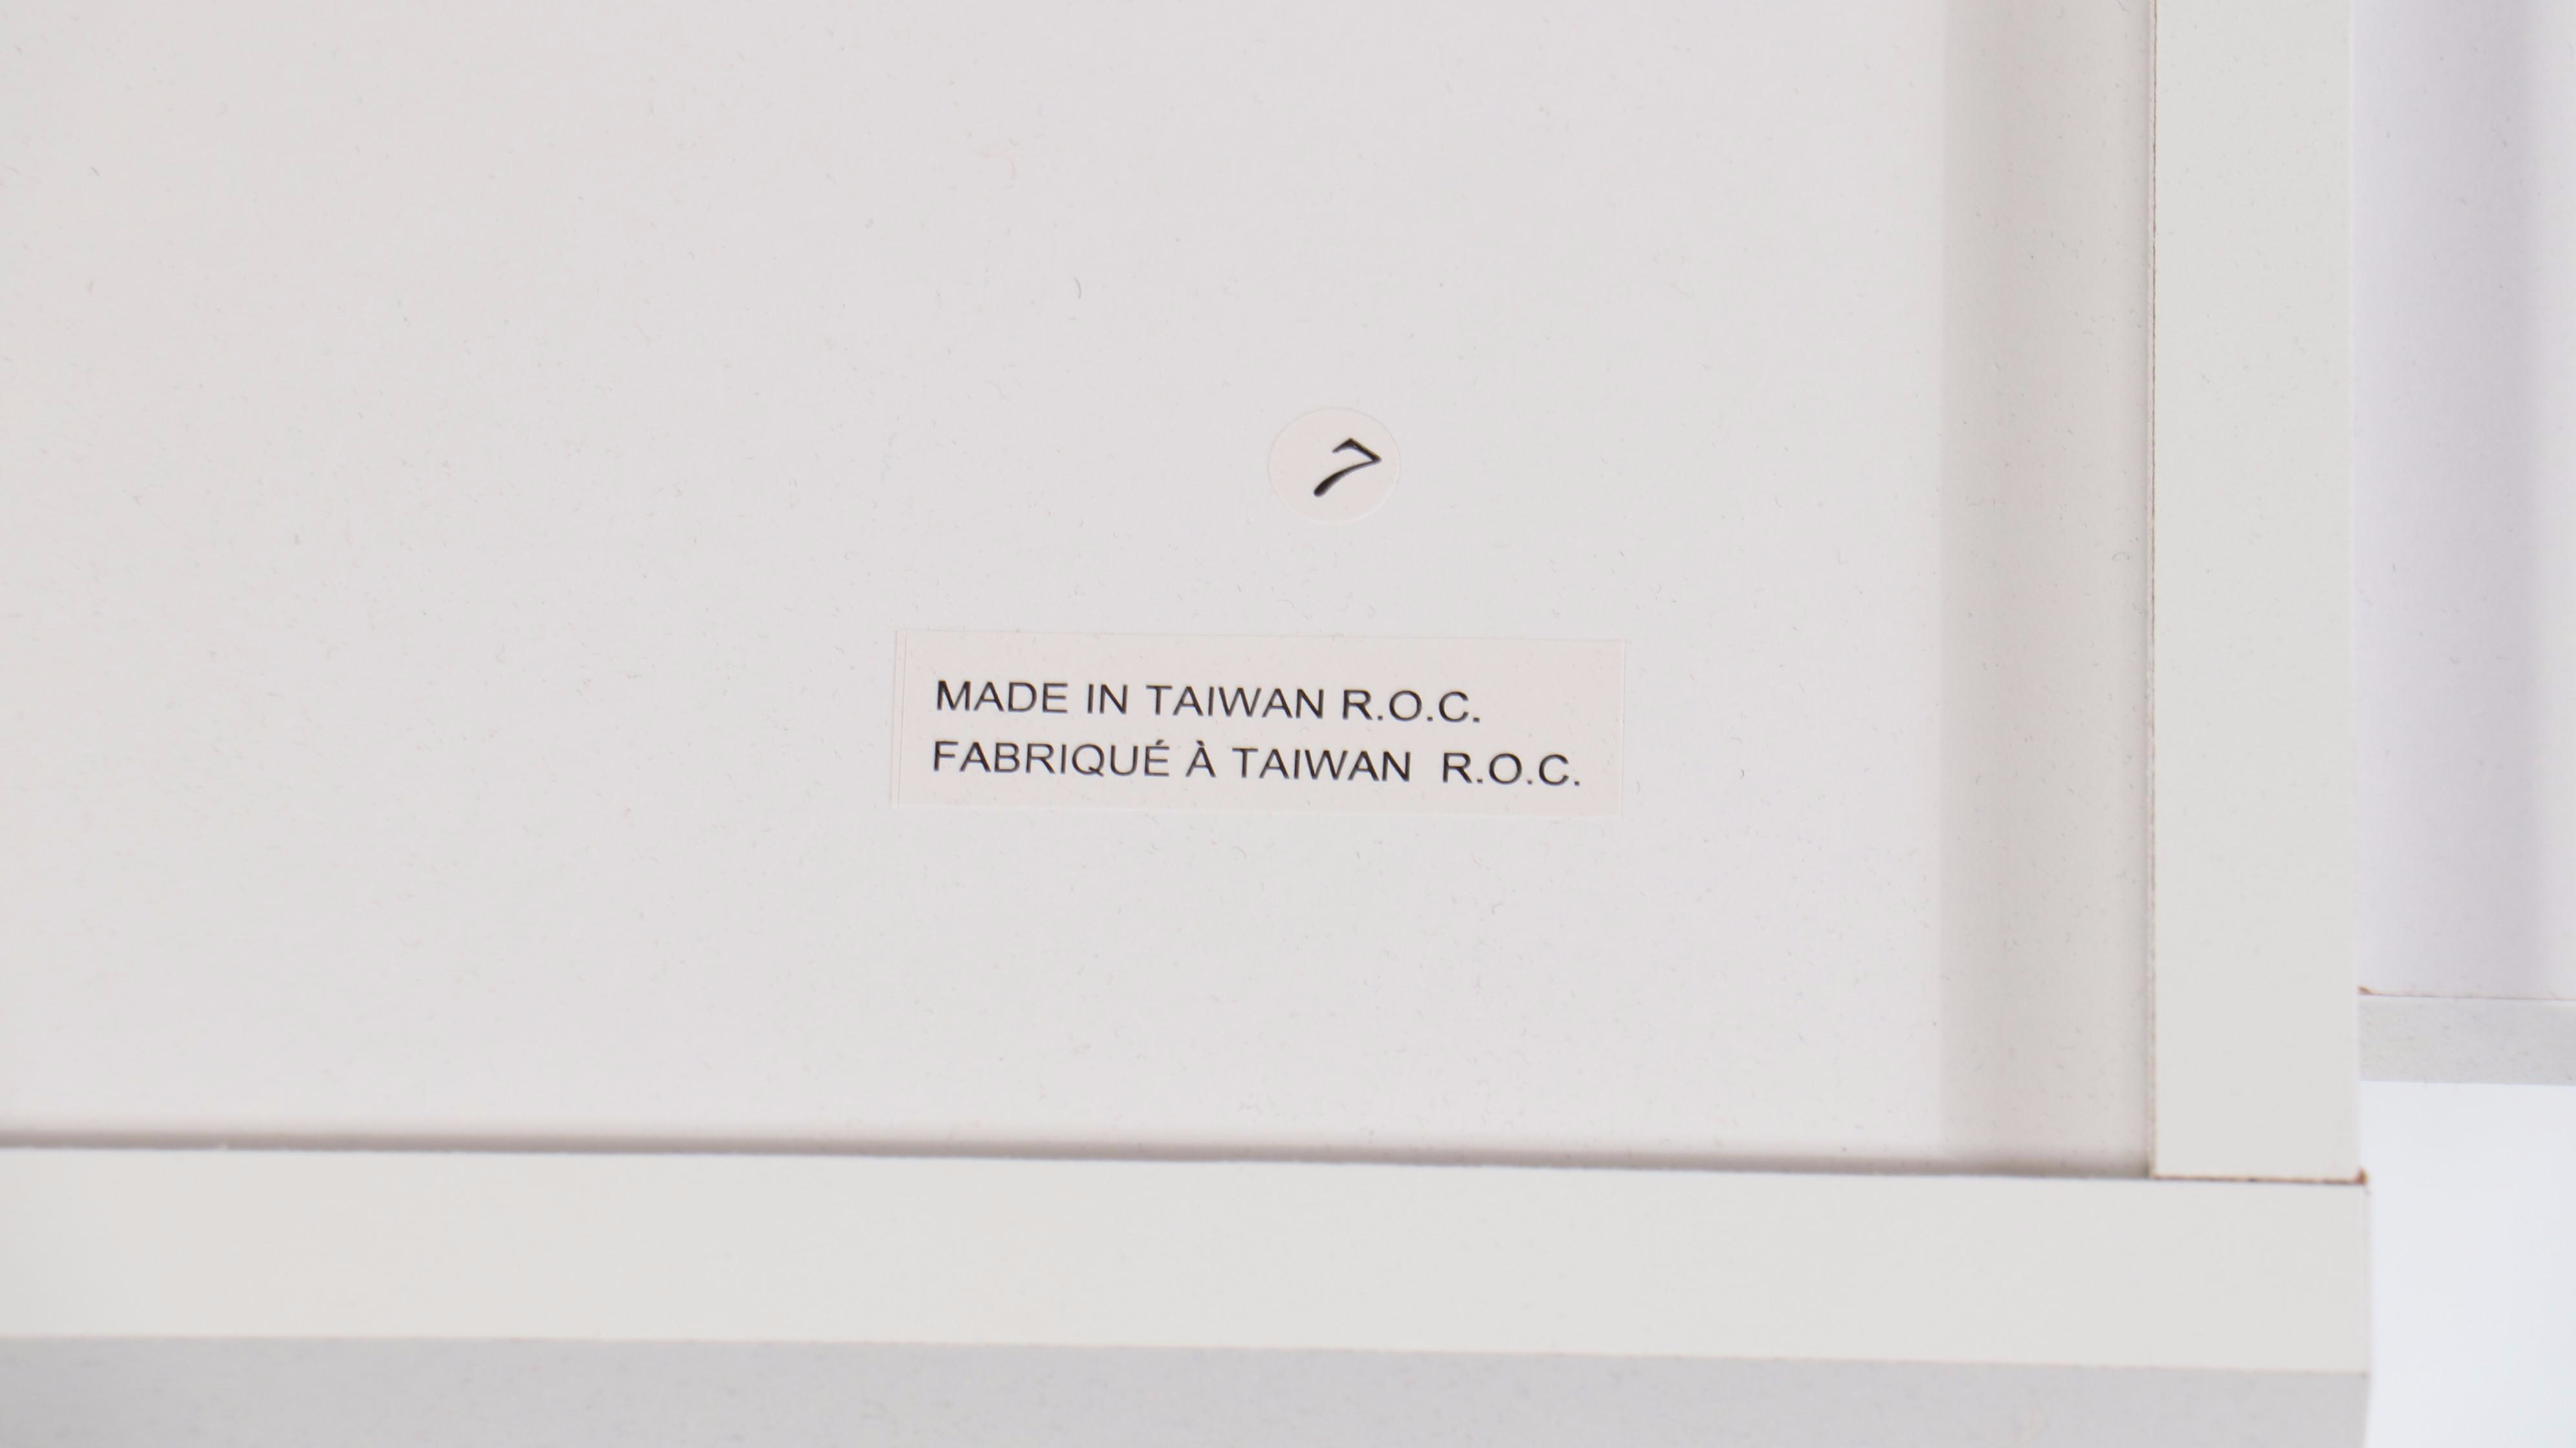 7
MADE IN TAIWAN R.O.C.
FABRIQUÉ À TAIWAN R.O.C.